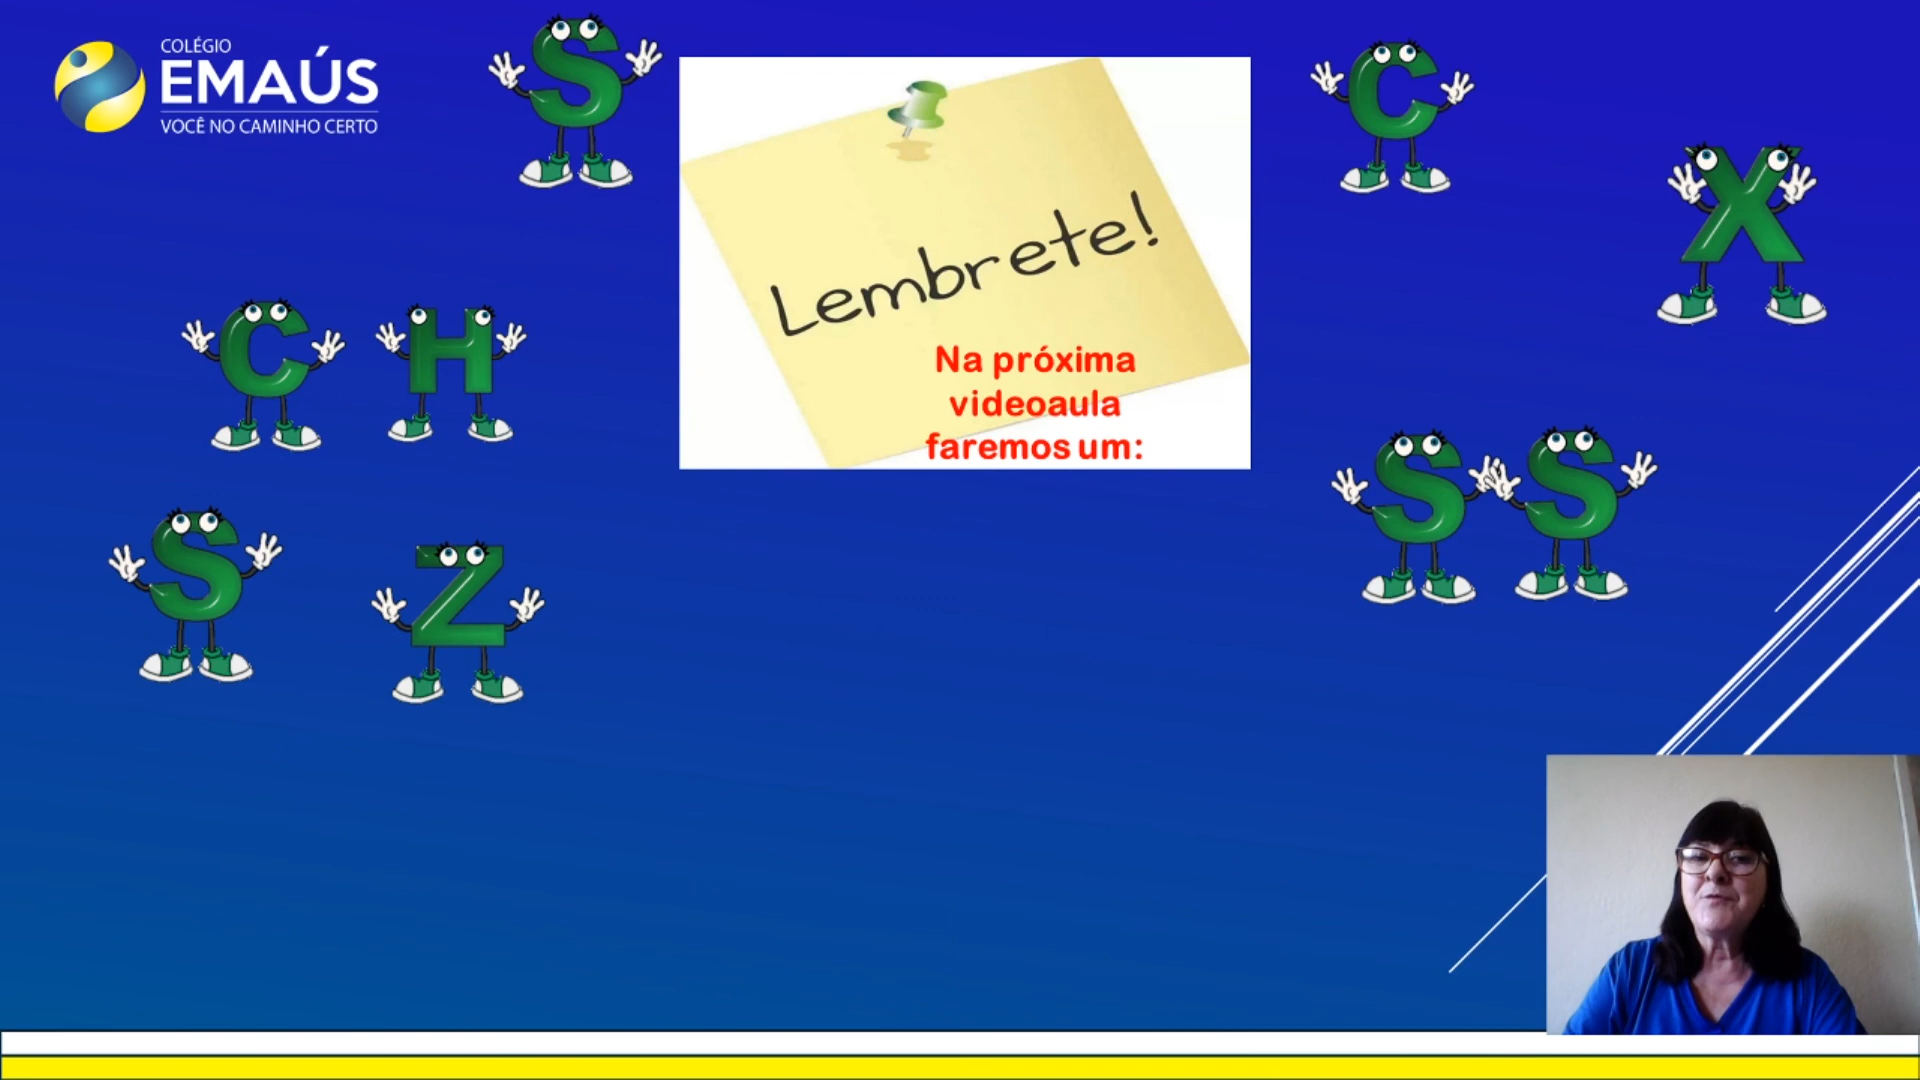 COLÉGIO
EMAÚS
VOCÊ NO CAMINHO CERTO
S
C
X
Lembrete!
Na próxima
videoaula
faremos um:
C H
S S
S Z